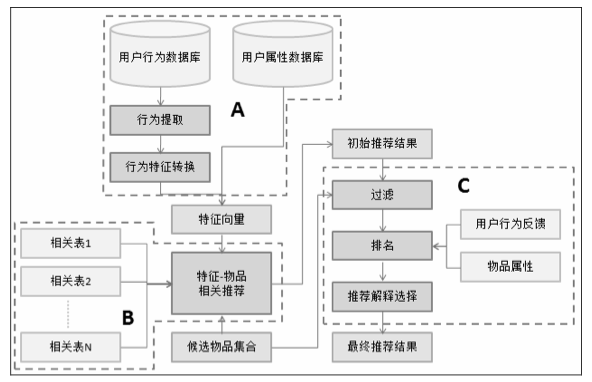 用户行为数据库
用户属性数据库
行为提取
A
行为特征转换
初始推荐结果
过滤
C
特征向量
用户行为反馈
相关表1
排名
特征-物品
相关推荐
物品属性
相关表2
推荐解释选择
B
相关表N
候选物品集合
最终推荐结果